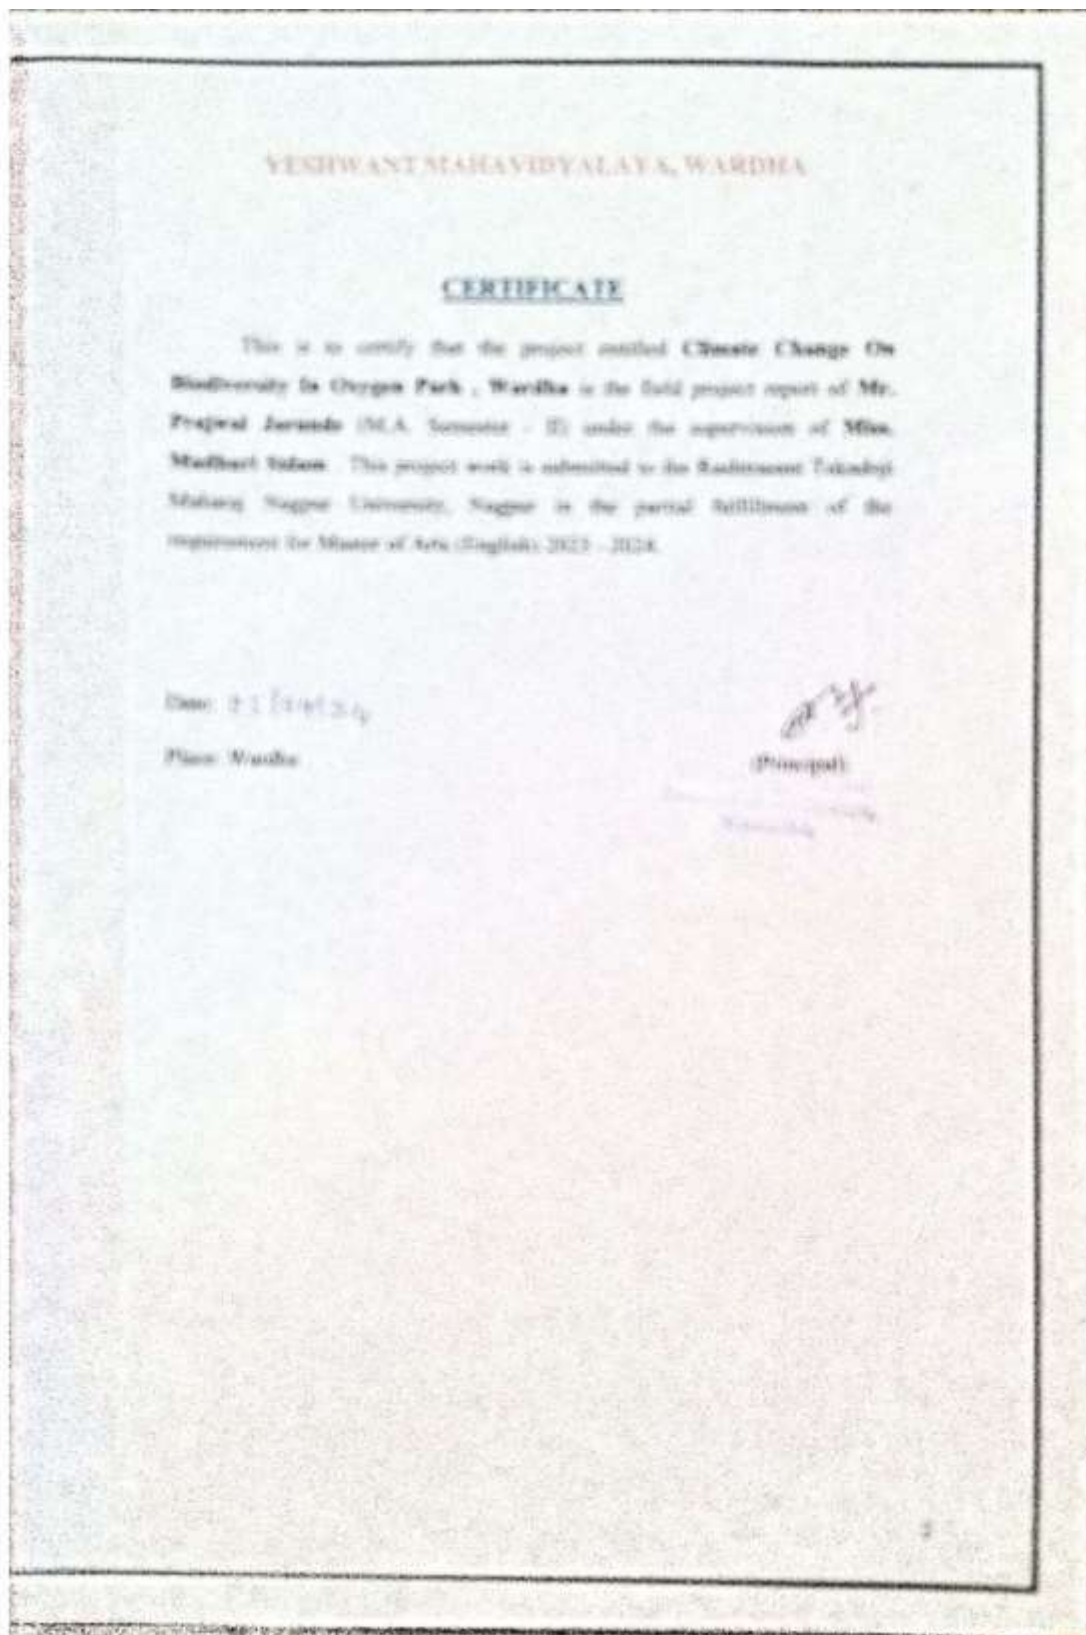 YESHWANT MAHAVIDYALAYA, WARDHA
CERTIFICATE
This is to certify that the project entitled Climate Change On
Biodiversity In Oxygen Park , Wardha is the field project report of Mr.
Prajwal (M.A. Semester - II) under the supervision of Miss.
Madhuri Sidam. This project work is submitted to the Rashtrasant Tukadoji
Maharaj Nagpur University, Nagpur in the partial fulfillment of the
requirement for Master of Arts (English) 2023 - 2024.
Date:
Place: Wardha
(Principal)